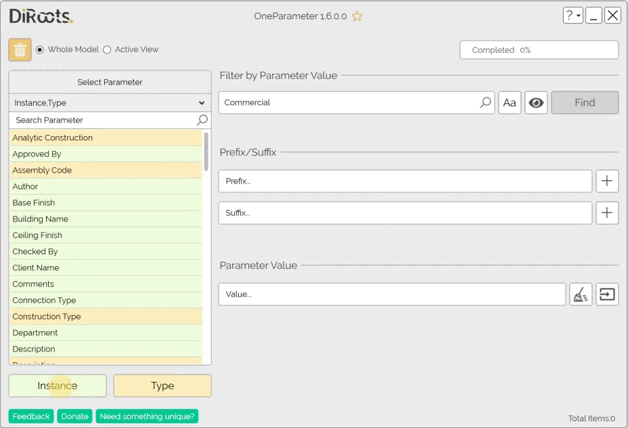 DiRoots.
OneParameter 1.6.0.0
?
Whole Model
Active View
Completed 0%
Select Parameter
Instance,Type
Search Parameter
Analytic Construction
Approved By
Assembly Code
Author
Base Finish
Building Name
Ceiling Finish
Checked By
Client Name
Comments
Connection Type
Construction Type
Department
Description
Instance
Type
Feedback
Donate
Need something unique?
Filter by Parameter Value
Commercial
Aa
Find
Prefix/Suffix
Prefix...
Suffix...
Parameter Value
Value...
Total Items:0